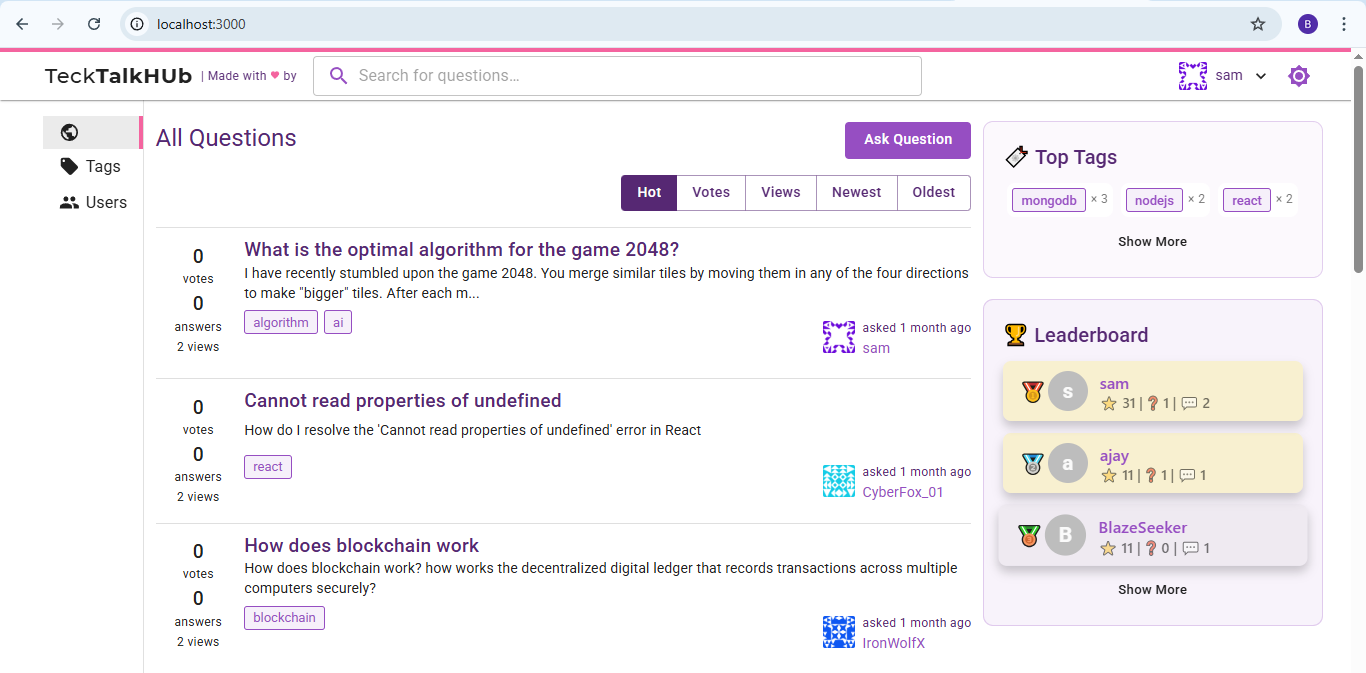 localhost:3000
B
TeckTalkHUb | Made with ❤ by
Search for questions…
sam
Tags
Users
All Questions
Ask Question
Hot Votes Views Newest Oldest
0
votes
0
answers
2 views
What is the optimal algorithm for the game 2048?
I have recently stumbled upon the game 2048. You merge similar tiles by moving them in any of the four directions
to make "bigger" tiles. After each m...
algorithm ai
asked 1 month ago
sam
0
votes
0
answers
2 views
Cannot read properties of undefined
How do I resolve the 'Cannot read properties of undefined' error in React
react
asked 1 month ago
CyberFox_01
0
votes
0
answers
2 views
How does blockchain work
How does blockchain work? how works the decentralized digital ledger that records transactions across multiple
computers securely?
blockchain
asked 1 month ago
IronWolfX
Top Tags
mongodb × 3 nodejs × 2 react × 2
Show More
Leaderboard
s
sam
31 | 1 | 2
a
ajay
11 | 1 | 1
B
BlazeSeeker
11 | 0 | 1
Show More